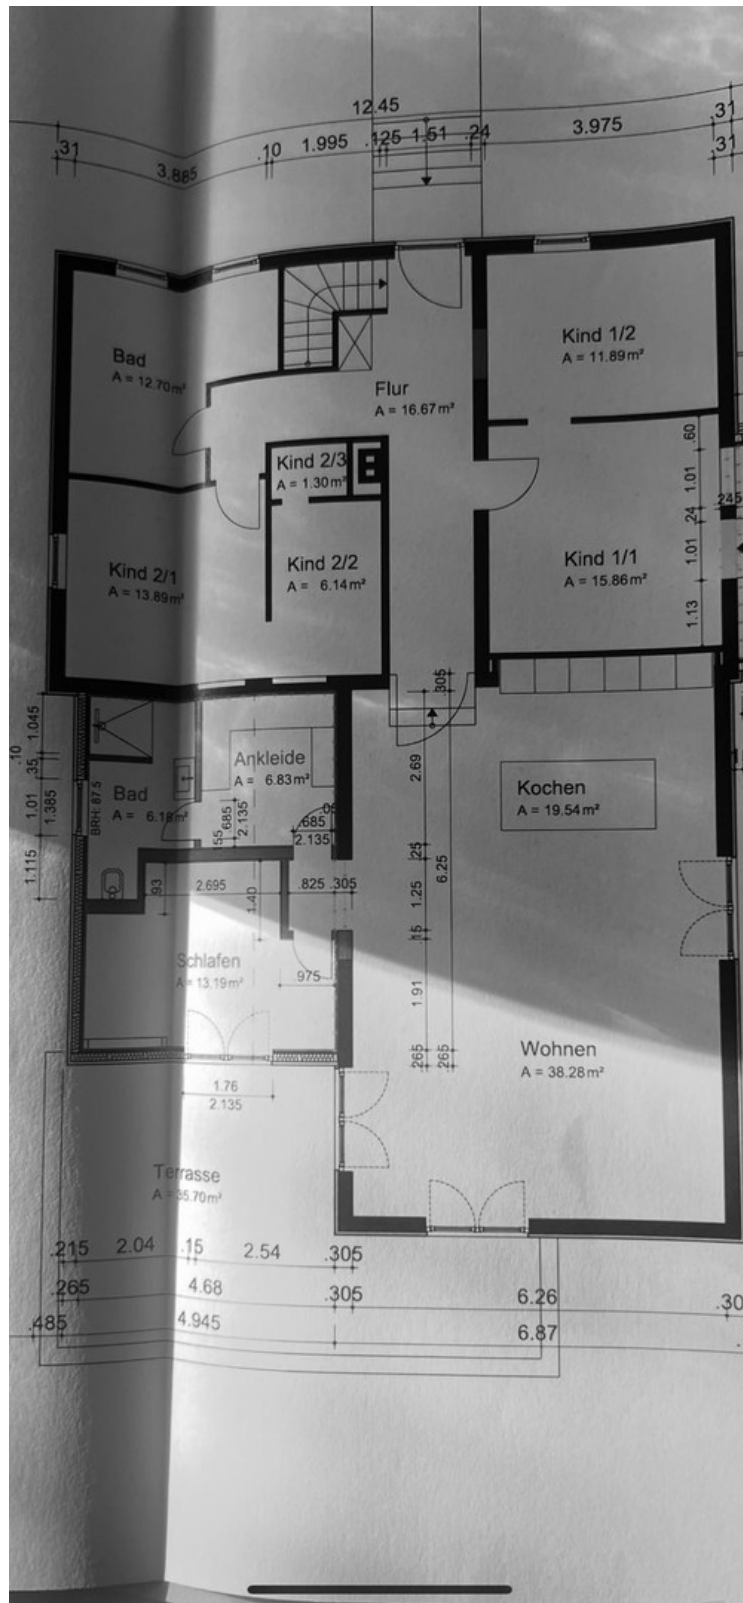 12.45
.31
3.885
.10
1.995
.125
1.51
.24
3.975
.31
.31
Bad
A = 12.70 m²
Flur
A = 16.67 m²
Kind 1/2
A = 11.89 m²
Kind 2/3
A = 1.30 m²
Kind 2/1
A = 13.89 m²
Kind 2/2
A = 6.14 m²
Kind 1/1
A = 15.86 m²
.60
1.01
.24
1.01
1.13
.245
.305
2.69
.25
1.25
.15
1.91
.265
6.25
.265
1.045
.10
.35
1.01
1.385
1.115
BRH: 87.5
Bad
A = 6.18 m²
Ankleide
A = 6.83 m²
.685
2.135
.685
2.135
Kochen
A = 19.54 m²
.93
2.695
1.40
.825
.305
Schlafen
A = 13.19 m²
.975
Wohnen
A = 38.28 m²
1.76
2.135
Terrasse
A = 35.70 m²
.215
2.04
.15
2.54
.305
.265
4.68
.305
6.26
.30
.485
4.945
6.87